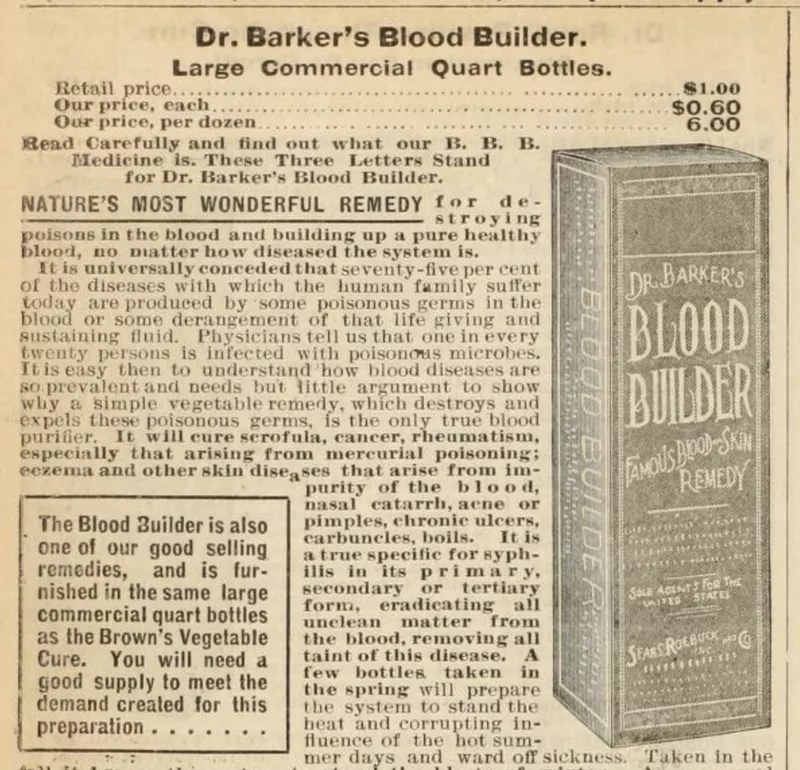 Dr. Barker's Blood Builder.
Large Commercial Quart Bottles.
Retail price........................................................$1.00
Our price, each.....................................................$0.60
Our price, per dozen................................................6.00
Read Carefully and find out what our B. B. B.
Medicine is. These Three Letters Stand
for Dr. Barker's Blood Builder.
NATURE'S MOST WONDERFUL REMEDY for de-
stroying
poisons in the blood and building up a pure healthy
blood, no matter how diseased the system is.
It is universally conceded that seventy-five per cent
of the diseases with which the human family suffer
today are produced by some poisonous germs in the
blood or some derangement of that life giving and
sustaining fluid. Physicians tell us that one in every
twenty persons is infected with poisonous microbes.
It is easy then to understand how blood diseases are
so prevalent and needs but little argument to show
why a simple vegetable remedy, which destroys and
expels these poisonous germs, is the only true blood
purifier. It will cure scrofula, cancer, rheumatism,
especially that arising from mercurial poisoning;
eczema and other skin diseases that arise from im-
purity of the blood,
nasal catarrh, acne or
pimples, chronic ulcers,
carbuncles, boils. It is
a true specific for syph-
ilis in its primary,
secondary or tertiary
form, eradicating all
unclean matter from
the blood, removing all
taint of this disease. A
few bottles taken in
the spring will prepare
the system to stand the
heat and corrupting in-
fluence of the hot sum-
mer days and ward off sickness. Taken in the
The Blood Builder is also
one of our good selling
remedies, and is fur-
nished in the same large
commercial quart bottles
as the Brown's Vegetable
Cure. You will need a
good supply to meet the
demand created for this
preparation . . . . . . .
BLOOD BUILDER
DR. BARKER'S
BLOOD
BUILDER
FAMOUS BLOOD-SKIN
REMEDY
SOLE AGENTS FOR THE
UNITED STATES
SEARS, ROEBUCK AND CO
INC